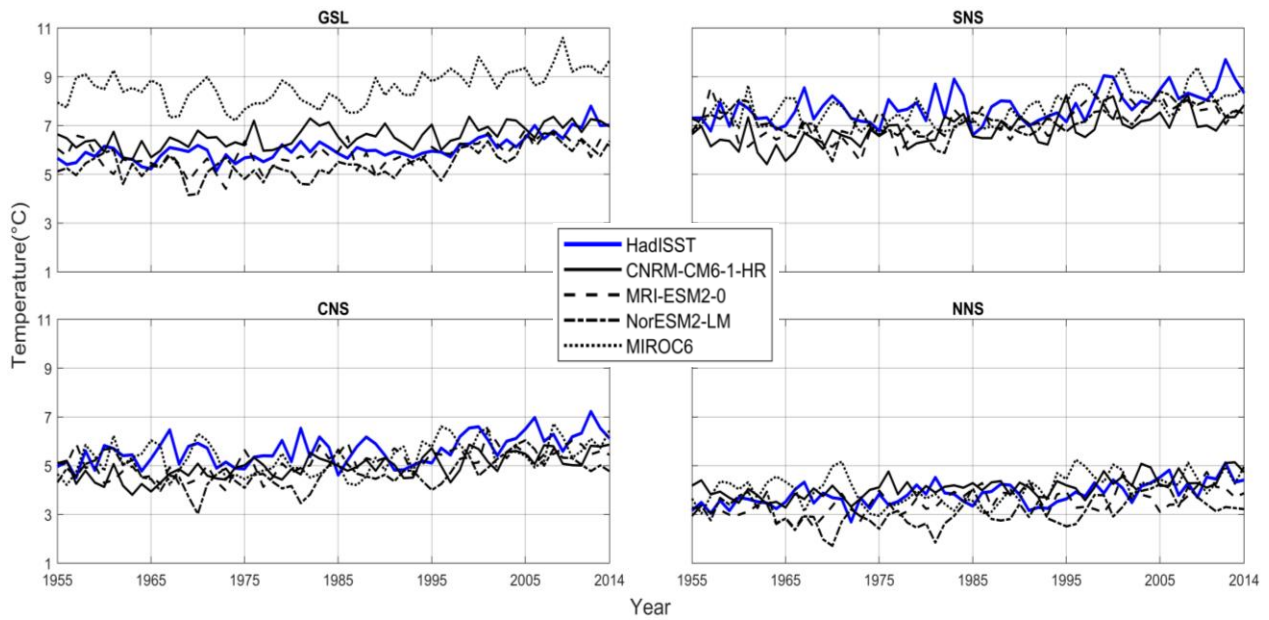 GSL
SNS
11
9
7
5
3
1
HadISST
CNRM-CM6-1-HR
MRI-ESM2-0
NorESM2-LM
MIROC6
Temperature(°C)
CNS
NNS
11
9
7
5
3
1
1955 1965 1975 1985 1995 2005 2014
1955 1965 1975 1985 1995 2005 2014
Year